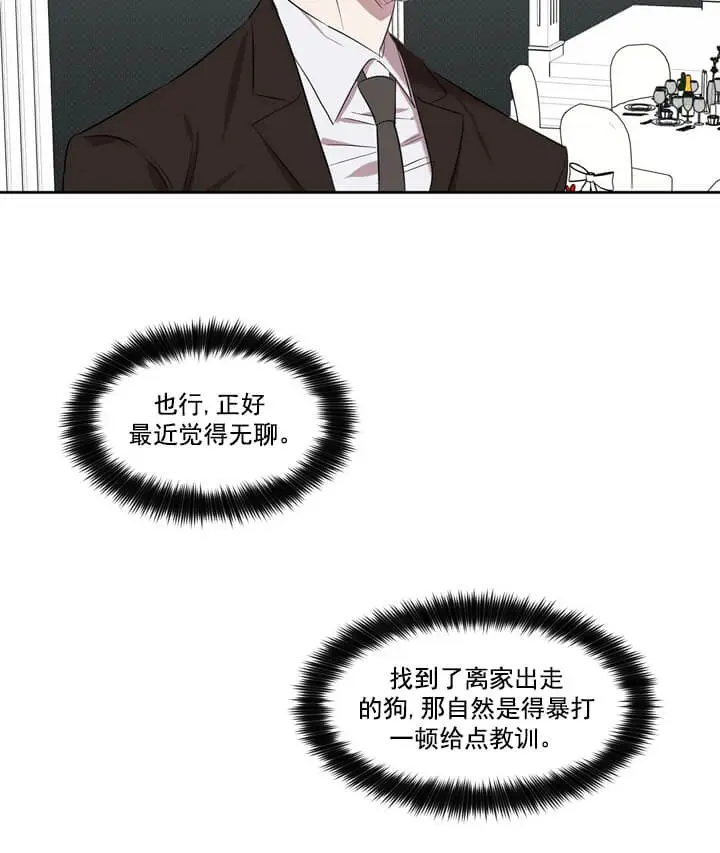 也行,正好
最近觉得无聊。
找到了离家出走
的狗,那自然是得暴打
一顿给点教训。